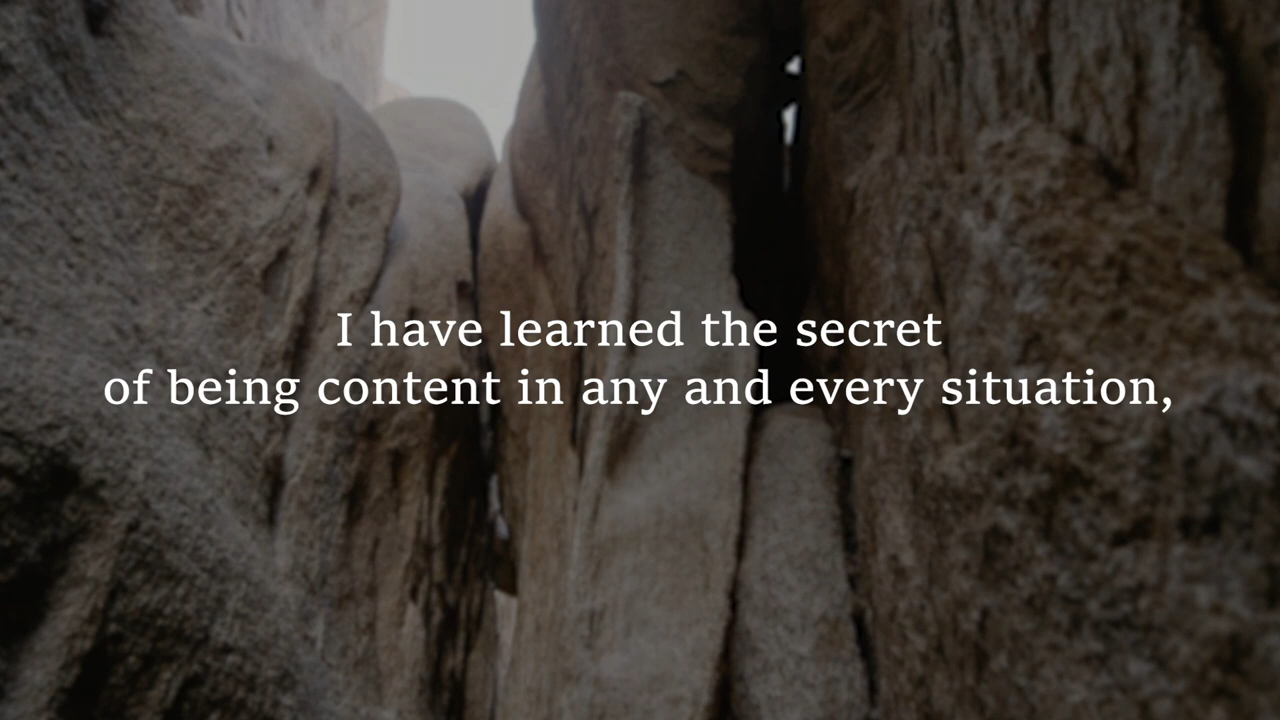 I have learned the secret
of being content in any and every situation,